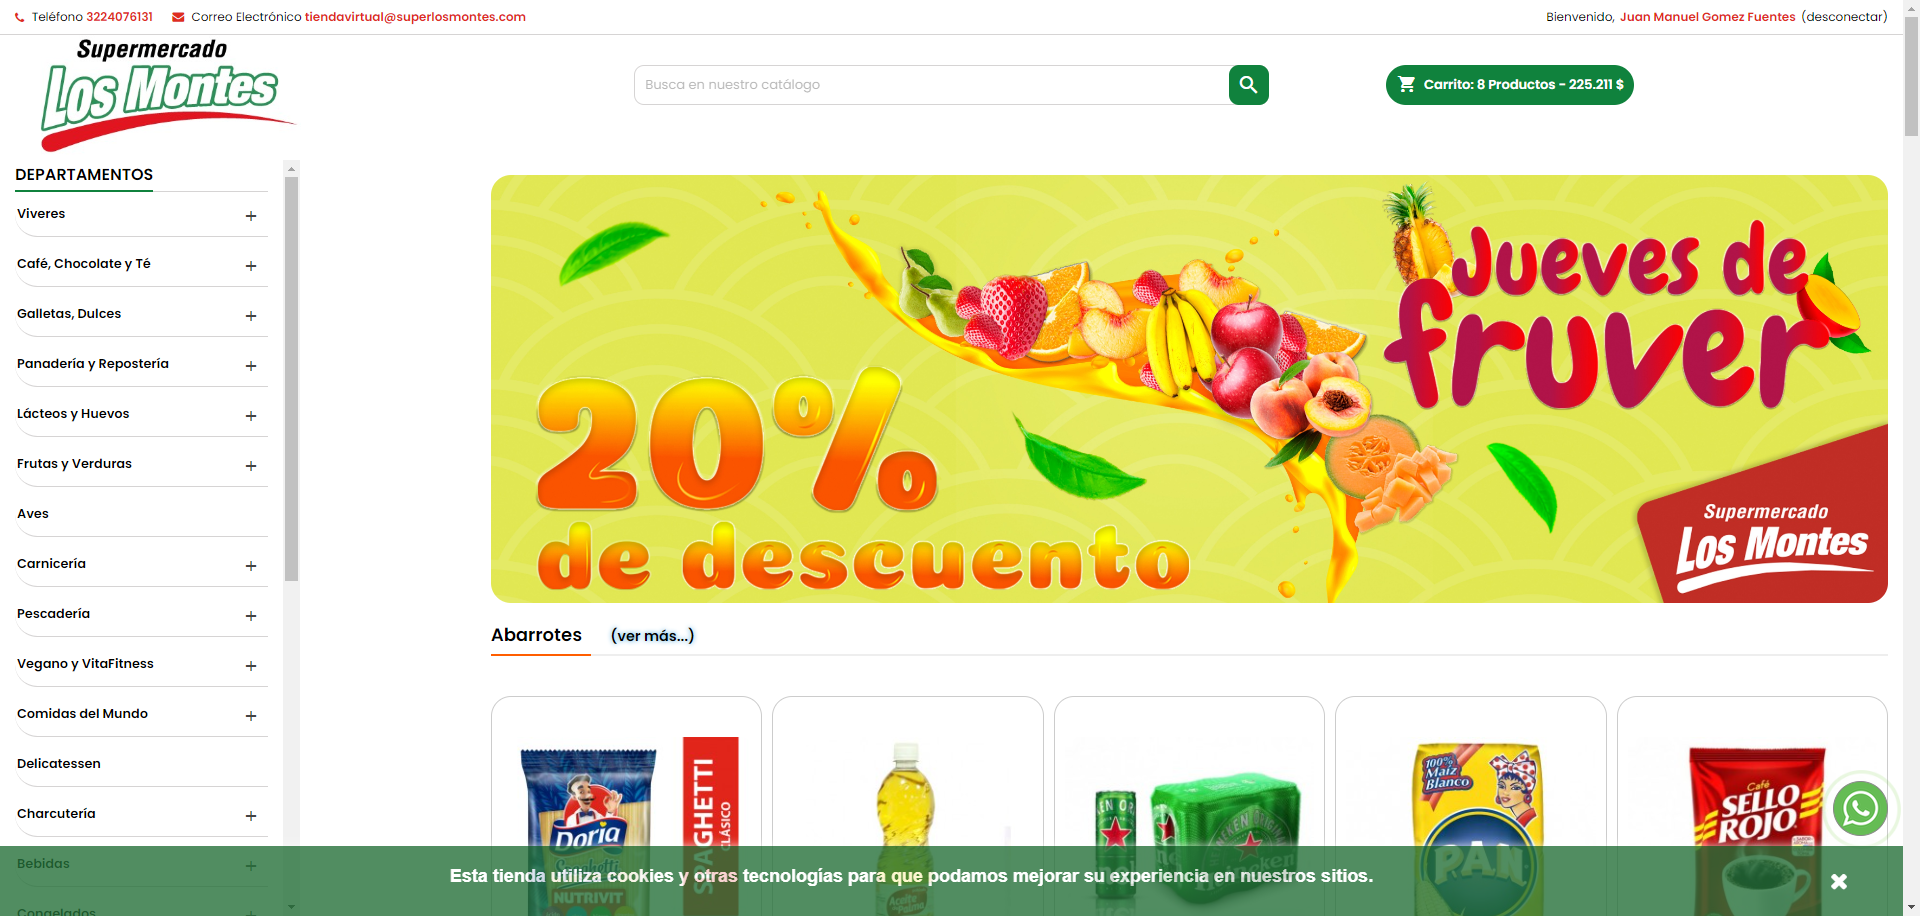 Teléfono 3224076131 Correo Electrónico tiendavirtual@superlosmontes.com
Bienvenido, Juan Manuel Gomez Fuentes (desconectar)
Supermercado
Los Montes
Busca en nuestro catálogo
Carrito: 8 Productos - 225.211 $
DEPARTAMENTOS
Viveres
Café, Chocolate y Té
Galletas, Dulces
Panadería y Repostería
Lácteos y Huevos
Frutas y Verduras
Aves
Carnicería
Pescadería
Vegano y VitaFitness
Comidas del Mundo
Delicatessen
Charcutería
Bebidas
Congelados
Jueves de
fruver
20%
de descuento
Supermercado
Los Montes
Abarrotes (ver más...)
Doria
Spaghetti
NUTRIVIT
SPAGHETTI
CLÁSICO
Aceite
de Palma
Heineken
100%
Maíz
Blanco
PAN
Café
SELLO
ROJO
Esta tienda utiliza cookies y otras tecnologías para que podamos mejorar su experiencia en nuestros sitios.